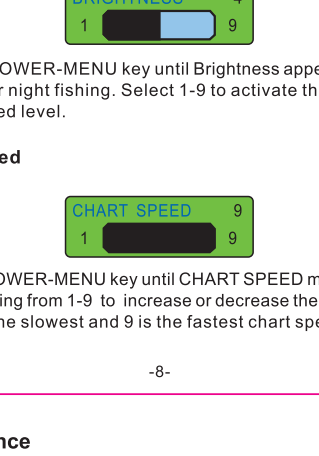 BRIGHTNESS 4
1 9
OWER-MENU key until Brightness appe
r night fishing. Select 1-9 to activate th
ed level.
ed
CHART SPEED 9
1 9
OWER-MENU key until CHART SPEED m
ing from 1-9 to increase or decrease the
he slowest and 9 is the fastest chart spe
-8-
nce